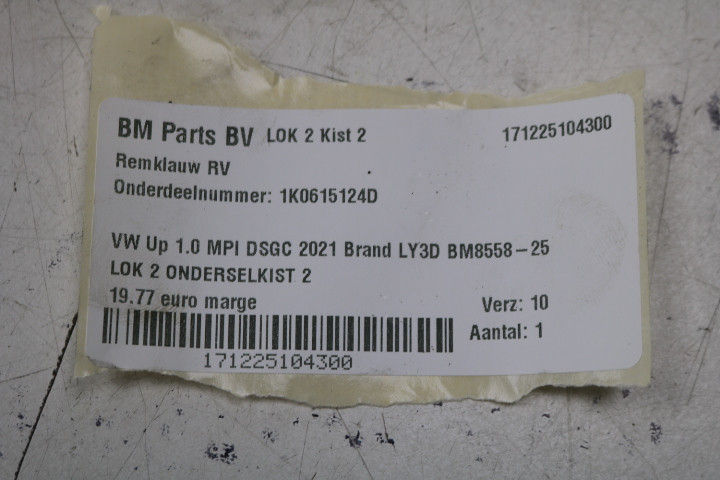 BM Parts BV LOK 2 Kist 2 171225104300
Remklauw RV
Onderdeelnummer: 1K0615124D
VW Up 1.0 MPI DSGC 2021 Brand LY3D BM8558-25
LOK 2 ONDERSELKIST 2
19.77 euro marge Verz: 10
Aantal: 1
171225104300